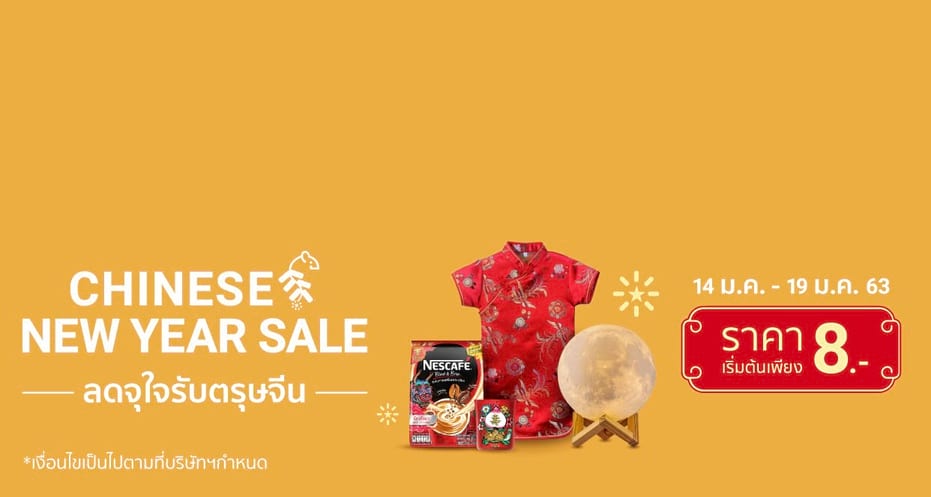 CHINESE
NEW YEAR SALE
ลดจุใจรับตรุษจีน
*เงื่อนไขเป็นไปตามที่บริษัทฯกำหนด
NESCAFÉ
Blend & Brew
14 ม.ค. - 19 ม.ค. 63
ราคา
เริ่มต้นเพียง
8.-